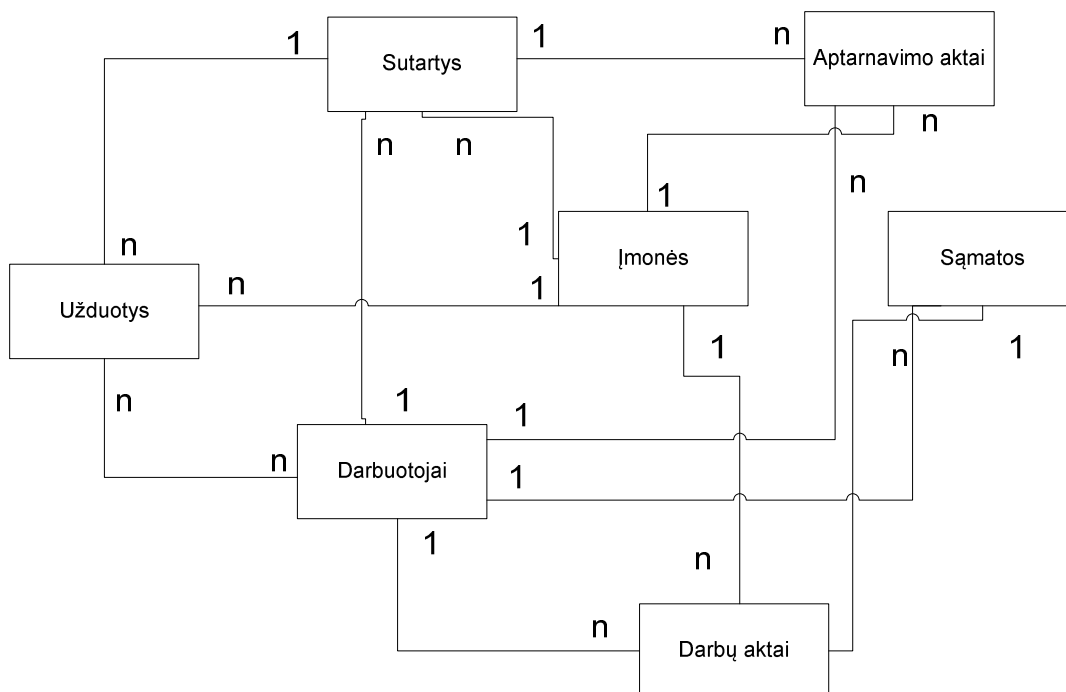 1
Sutartys
1
n
Aptarnavimo aktai
n
n
n
n
1
1
n
Įmonės
Sąmatos
n
Užduotys
n
1
1
n
1
n
1
1
n
Darbuotojai
1
1
n
n
Darbų aktai